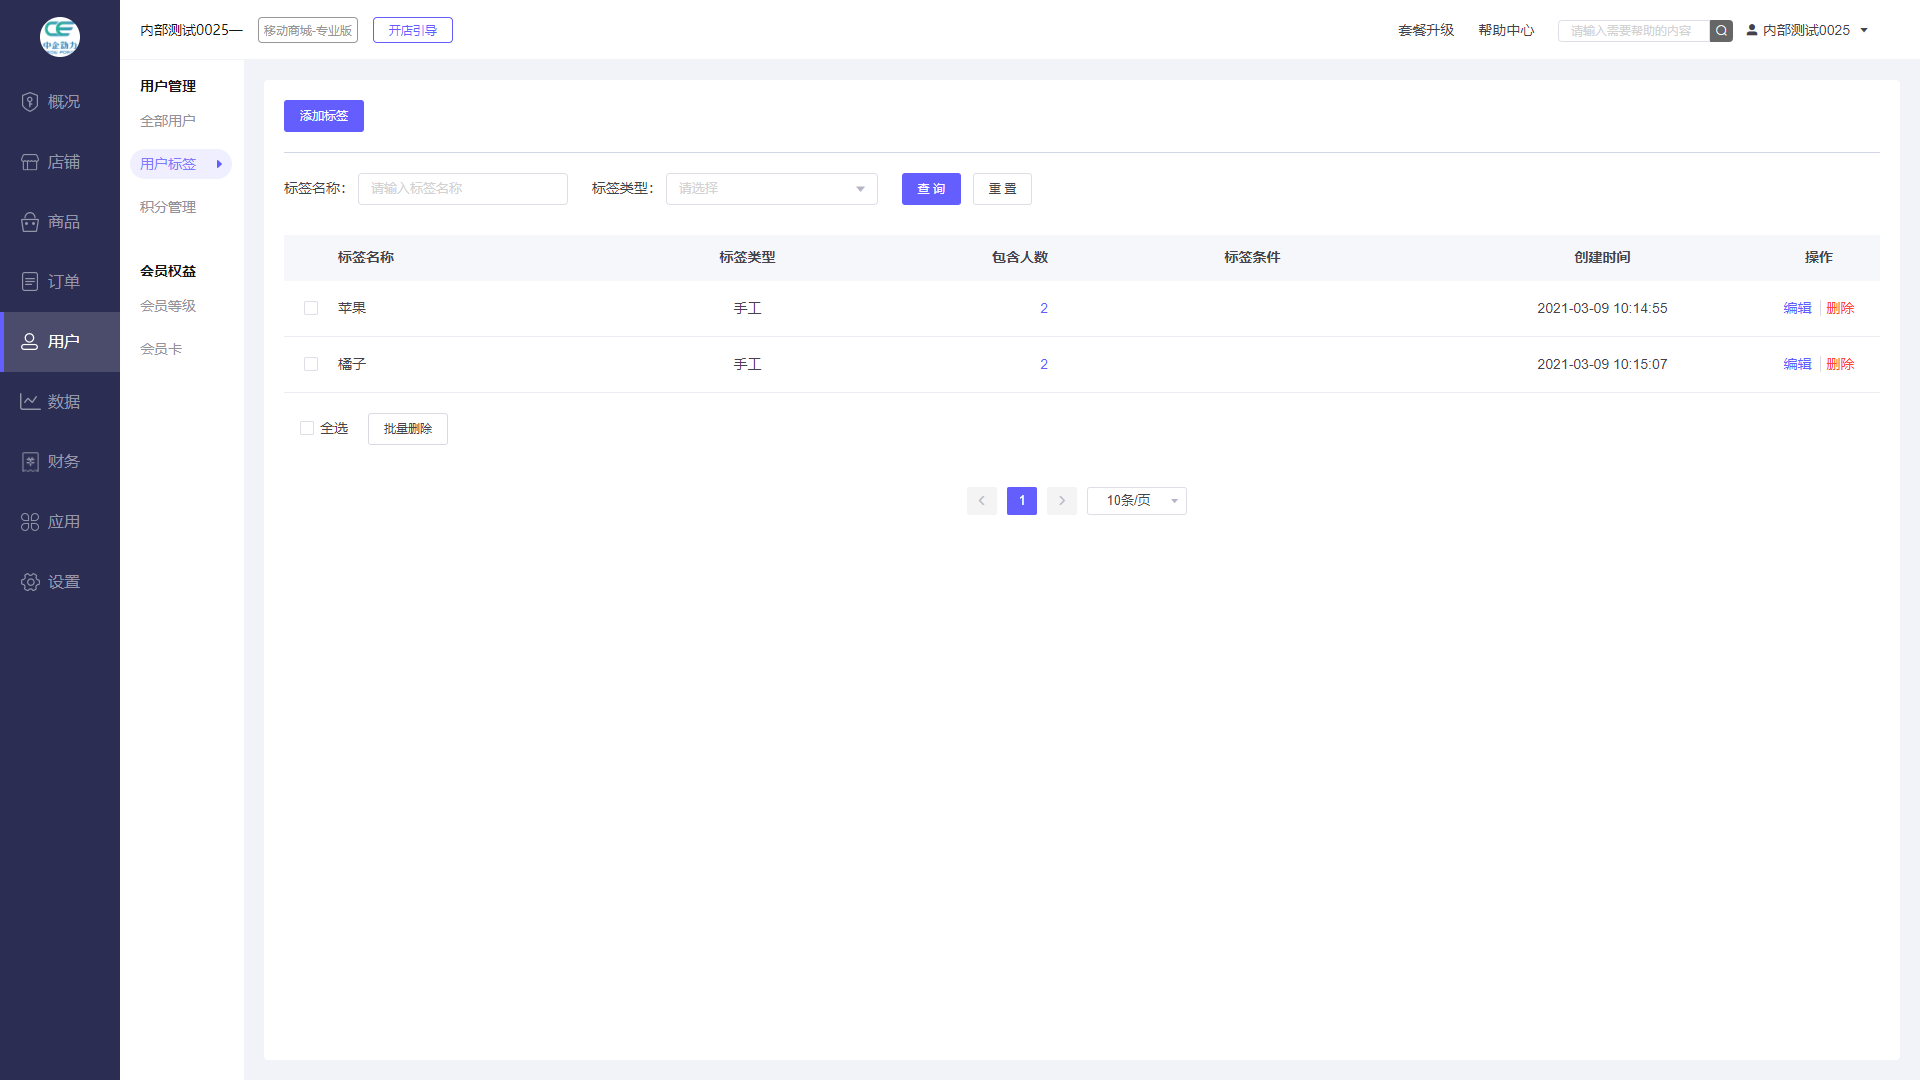 中企动力
内部测试0025—
移动商城-专业版
开店引导
套餐升级
帮助中心
请输入需要帮助的内容
内部测试0025
概况
店铺
商品
订单
用户
数据
财务
应用
设置
用户管理
全部用户
用户标签
积分管理
会员权益
会员等级
会员卡
添加标签
标签名称：
请输入标签名称
标签类型：
请选择
查 询
重 置
标签名称 标签类型 包含人数 标签条件 创建时间 操作
苹果 手工 2 2021-03-09 10:14:55 编辑 删除
橘子 手工 2 2021-03-09 10:15:07 编辑 删除
全选
批量删除
1
10条/页